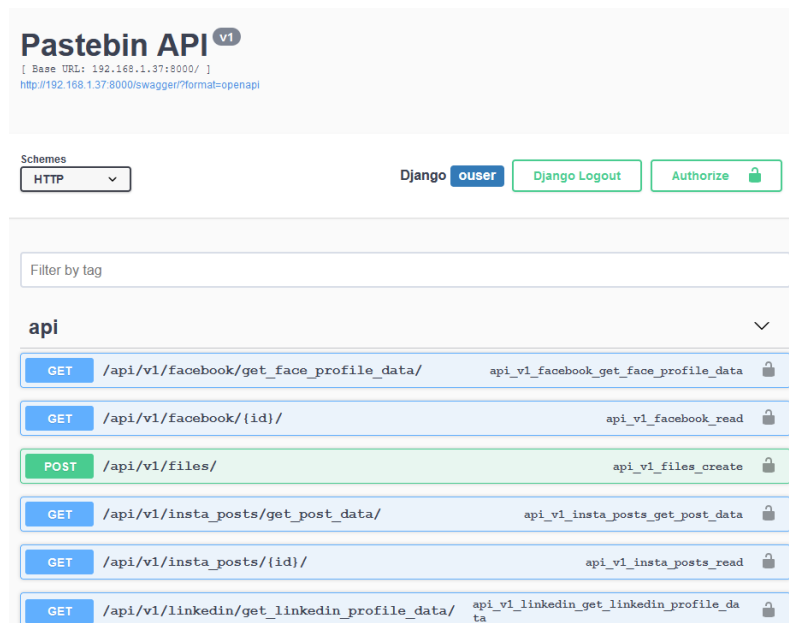 Pastebin API v1
[ Base URL: 192.168.1.37:8000/ ]
http://192.168.1.37:8000/swagger/?format=openapi
Schemes
HTTP
Django ouser Django Logout Authorize
Filter by tag
api
GET /api/v1/facebook/get_face_profile_data/ api_v1_facebook_get_face_profile_data
GET /api/v1/facebook/{id}/ api_v1_facebook_read
POST /api/v1/files/ api_v1_files_create
GET /api/v1/insta_posts/get_post_data/ api_v1_insta_posts_get_post_data
GET /api/v1/insta_posts/{id}/ api_v1_insta_posts_read
GET /api/v1/linkedin/get_linkedin_profile_data/ api_v1_linkedin_get_linkedin_profile_da
ta